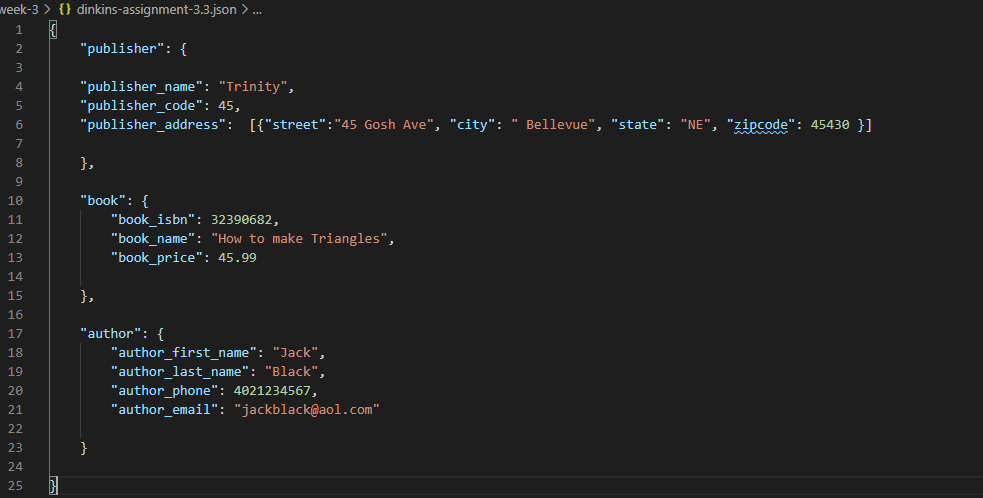 week-3 > {} dinkins-assignment-3.3.json > ...
1 {
2 "publisher": {
3
4 "publisher_name": "Trinity",
5 "publisher_code": 45,
6 "publisher_address":  [{"street":"45 Gosh Ave", "city": " Bellevue", "state": "NE", "zipcode": 45430 }]
7
8 },
9
10 "book": {
11 "book_isbn": 32390682,
12 "book_name": "How to make Triangles",
13 "book_price": 45.99
14
15 },
16
17 "author": {
18 "author_first_name": "Jack",
19 "author_last_name": "Black",
20 "author_phone": 4021234567,
21 "author_email": "jackblack@aol.com"
22
23 }
24
25 }